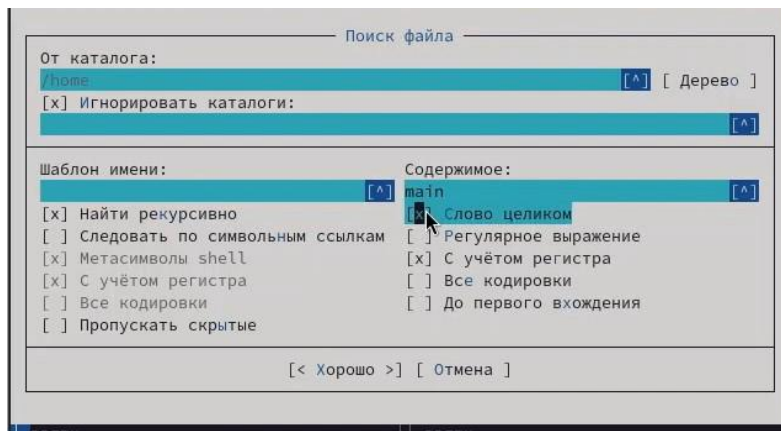 Поиск файла
От каталога:
/home [^] [ Дерево ]
[x] Игнорировать каталоги:
[^]
Шаблон имени:
[^]
[x] Найти рекурсивно
[ ] Следовать по символьным ссылкам
[x] Метасимволы shell
[x] С учётом регистра
[ ] Все кодировки
[ ] Пропускать скрытые
Содержимое:
main [^]
[x] Слово целиком
[ ] Регулярное выражение
[x] С учётом регистра
[ ] Все кодировки
[ ] До первого вхождения
[< Хорошо >] [ Отмена ]